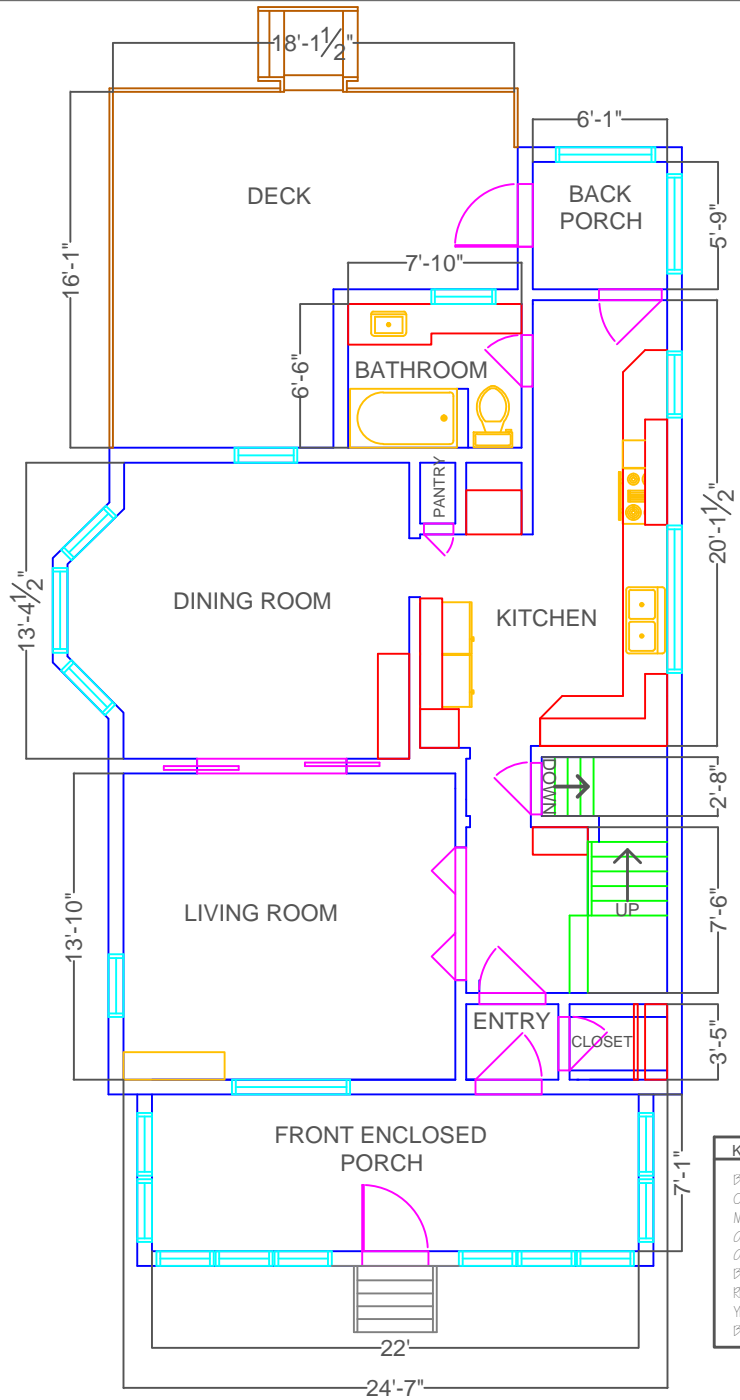 18'-1½"
6'-1"
DECK
BACK
PORCH
5'-9"
16'-1"
7'-10"
6'-6"
BATHROOM
PANTRY
20'-1½"
13'-4½"
DINING ROOM
KITCHEN
DOWN
2'-8"
LIVING ROOM
UP
7'-6"
13'-10"
ENTRY
CLOSET
3'-5"
FRONT ENCLOSED
PORCH
7'-1"
K
B
C
M
O
O
B
R
Y
B
22'
24'-7"